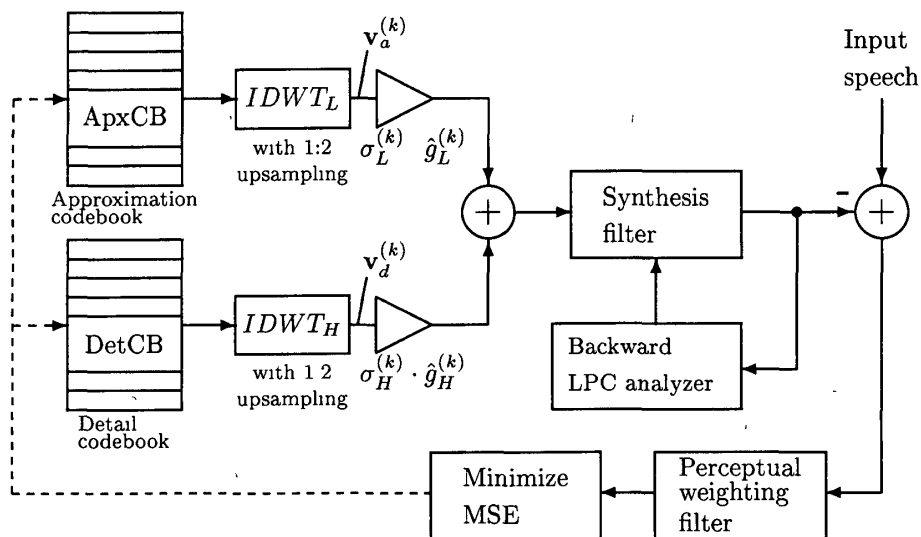 ApxCB
Approximation
codebook
IDWT_L
with 1:2
upsampling
v_a^(k)
σ_L^(k) ĝ_L^(k)
+
DetCB
Detail
codebook
IDWT_H
with 1 2
upsampling
v_d^(k)
σ_H^(k) · ĝ_H^(k)
Synthesis
filter
Backward
LPC analyzer
Input
speech
-
+
Perceptual
weighting
filter
Minimize
MSE